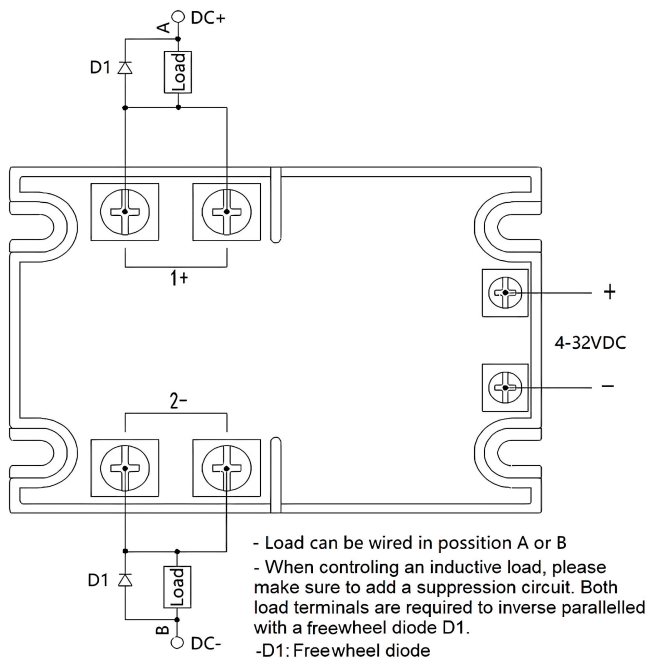 A
DC+
D1
Load
1+
+
4-32VDC
-
2-
D1
Load
B
DC-
- Load can be wired in possition A or B
- When controling an inductive load, please
make sure to add a suppression circuit. Both
load terminals are required to inverse parallelled
with a freewheel diode D1.
-D1: Freewheel diode